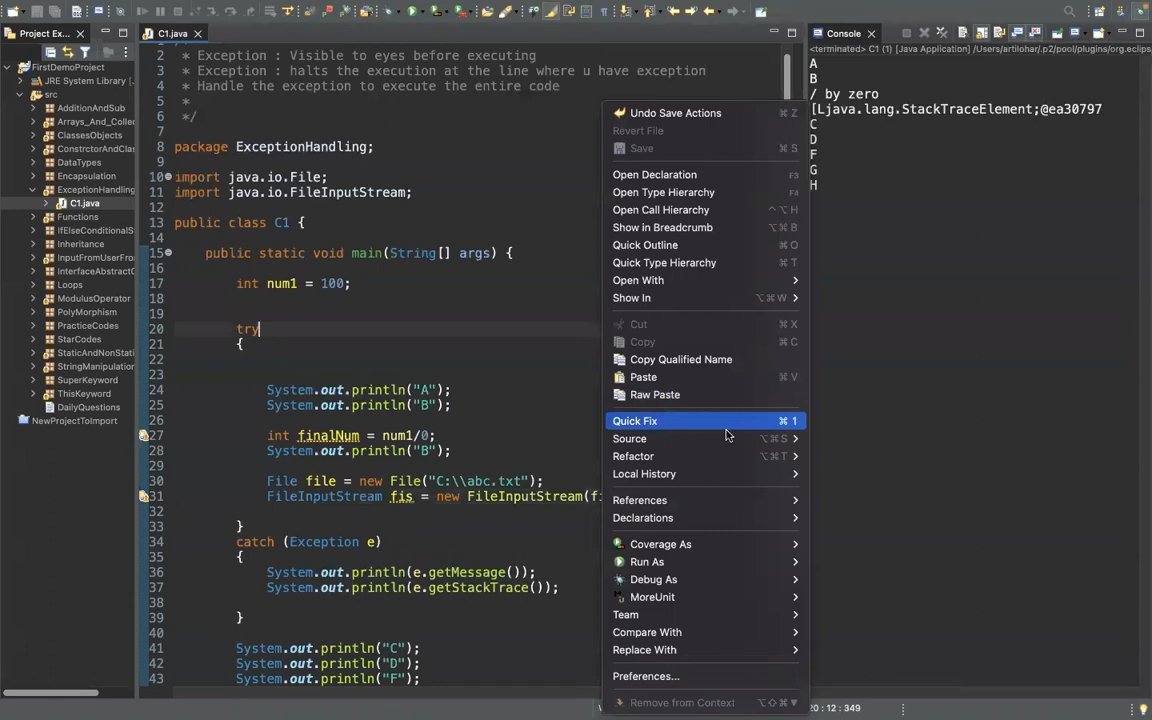 Project Ex...
FirstDemoProject
JRE System Library [
src
AdditionAndSub
Arrays_And_Collec
ClassesObjects
ConstrctorAndClas
DataTypes
Encapsulation
ExceptionHandling
C1.java
Functions
IfElseConditionalS
Inheritance
InputFromUserFro
InterfaceAbstractC
Loops
ModulusOperator
PolyMorphism
PracticeCodes
StarCodes
StaticAndNonStati
StringManipulation
SuperKeyword
ThisKeyword
DailyQuestions
NewProjectToImport
C1.java
2 * Exception : Visible to eyes before executing
3 * Exception : halts the execution at the line where u have exception
4 * Handle the exception to execute the entire code
5 *
6 */
7
8 package ExceptionHandling;
9
10 import java.io.File;
11 import java.io.FileInputStream;
12
13 public class C1 {
14
15 public static void main(String[] args) {
16
17 int num1 = 100;
18
19
20 try
21 {
22
23
24 System.out.println("A");
25 System.out.println("B");
26
27 int finalNum = num1/0;
28 System.out.println("B");
29
30 File file = new File("C:\\abc.txt");
31 FileInputStream fis = new FileInputStream(fi
32
33 }
34 catch (Exception e)
35 {
36 System.out.println(e.getMessage());
37 System.out.println(e.getStackTrace());
38
39 }
40
41 System.out.println("C");
42 System.out.println("D");
43 System.out.println("F");
Undo Save Actions ⌘ Z
Revert File
Save ⌘ S
Open Declaration F3
Open Type Hierarchy F4
Open Call Hierarchy ^⌥H
Show in Breadcrumb ⌥⌘B
Quick Outline ⌘O
Quick Type Hierarchy ⌘T
Open With
Show In ⌥⌘W
Cut ⌘X
Copy ⌘C
Copy Qualified Name
Paste ⌘V
Raw Paste
Quick Fix ⌘ 1
Source ⌥⌘S
Refactor ⌥⌘T
Local History
References
Declarations
Coverage As
Run As
Debug As
MoreUnit
Team
Compare With
Replace With
Preferences...
Remove from Context ⌥⇧⌘▼
Console
<terminated> C1 (1) [Java Application] /Users/artilohar/.p2/pool/plugins/org.eclips
A
B
/ by zero
[Ljava.lang.StackTraceElement;@ea30797
C
D
F
G
H
20 : 12 : 349